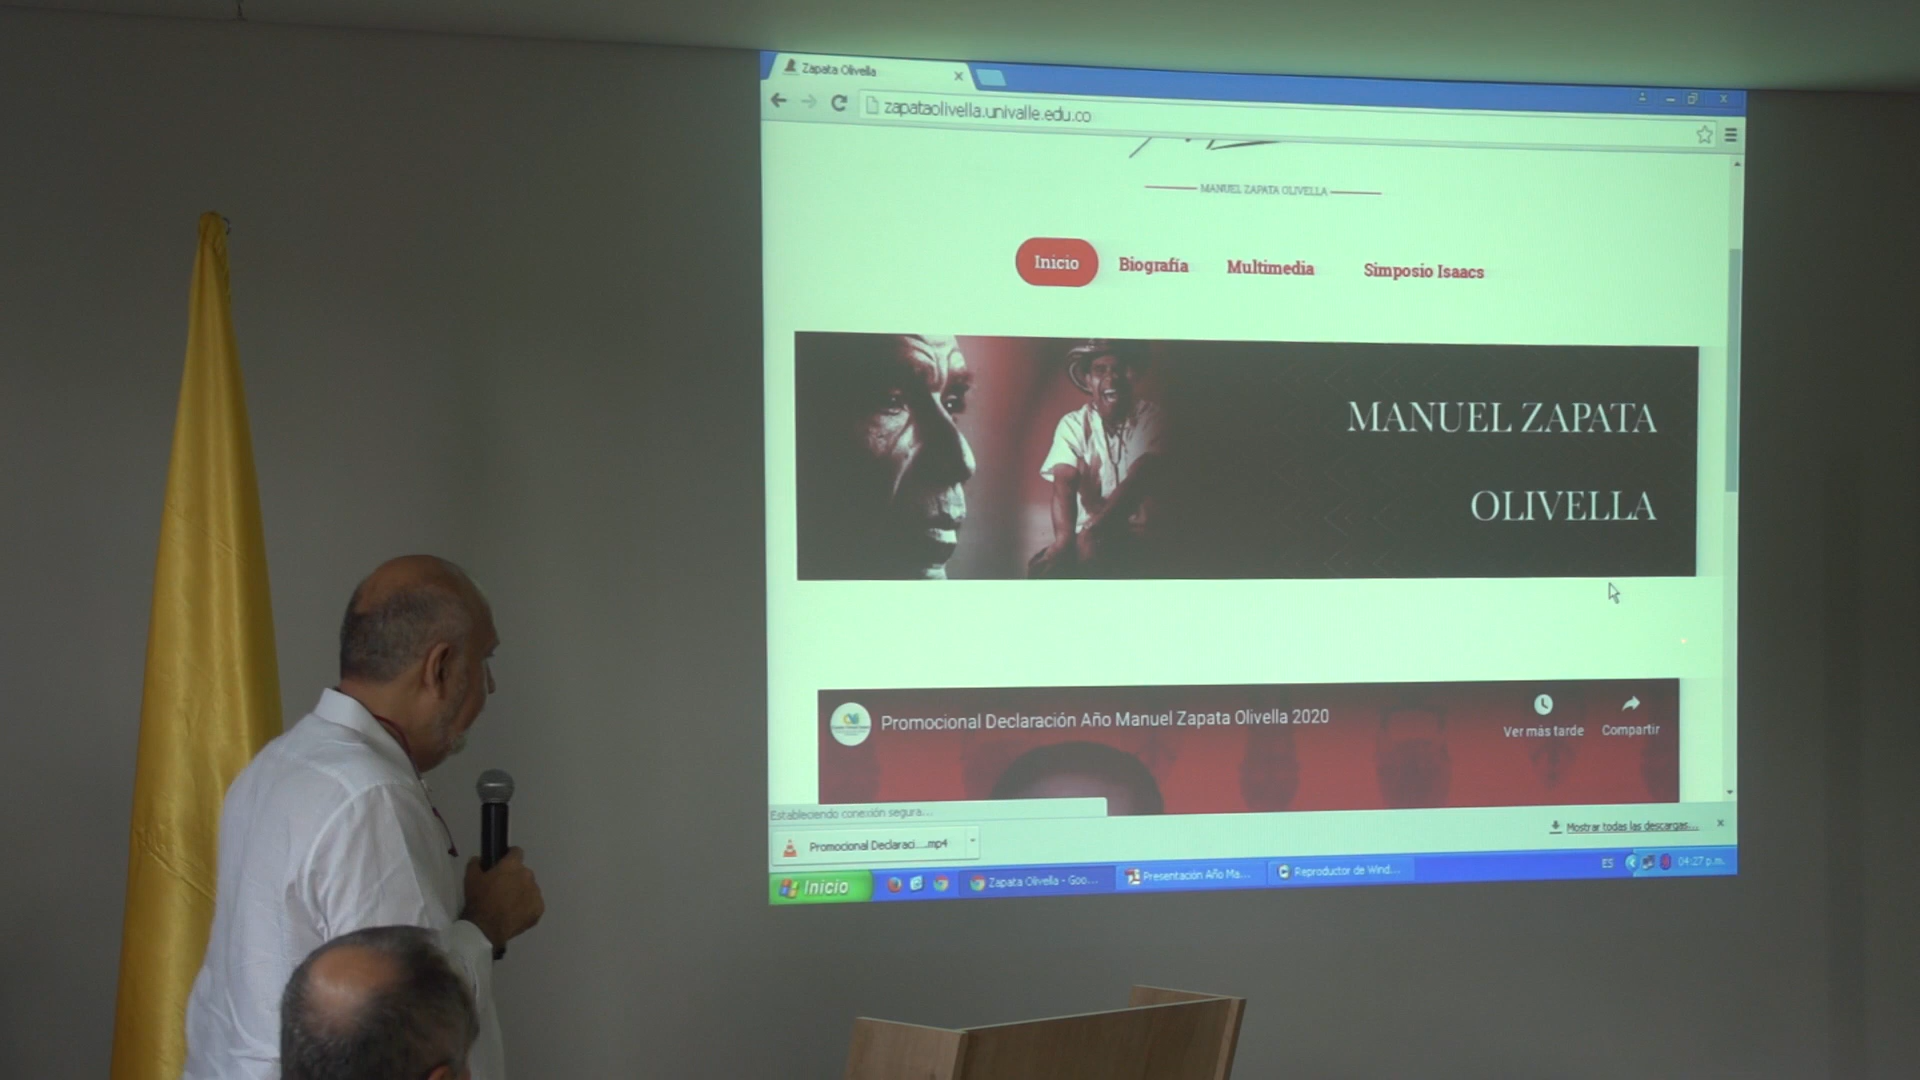 Zapata Olivella
zapataolivella.univalle.edu.co
MANUEL ZAPATA OLIVELLA
Inicio Biografía Multimedia Simposio Isaacs
MANUEL ZAPATA
OLIVELLA
Promocional Declaración Año Manuel Zapata Olivella 2020
Ver más tarde Compartir
Estableciendo conexión segura...
Promocional Declaraci....mp4
Mostrar todas las descargas...
Inicio Zapata Olivella - Goo... Presentación Año Ma... Reproductor de Wind... ES 04:27 p.m.